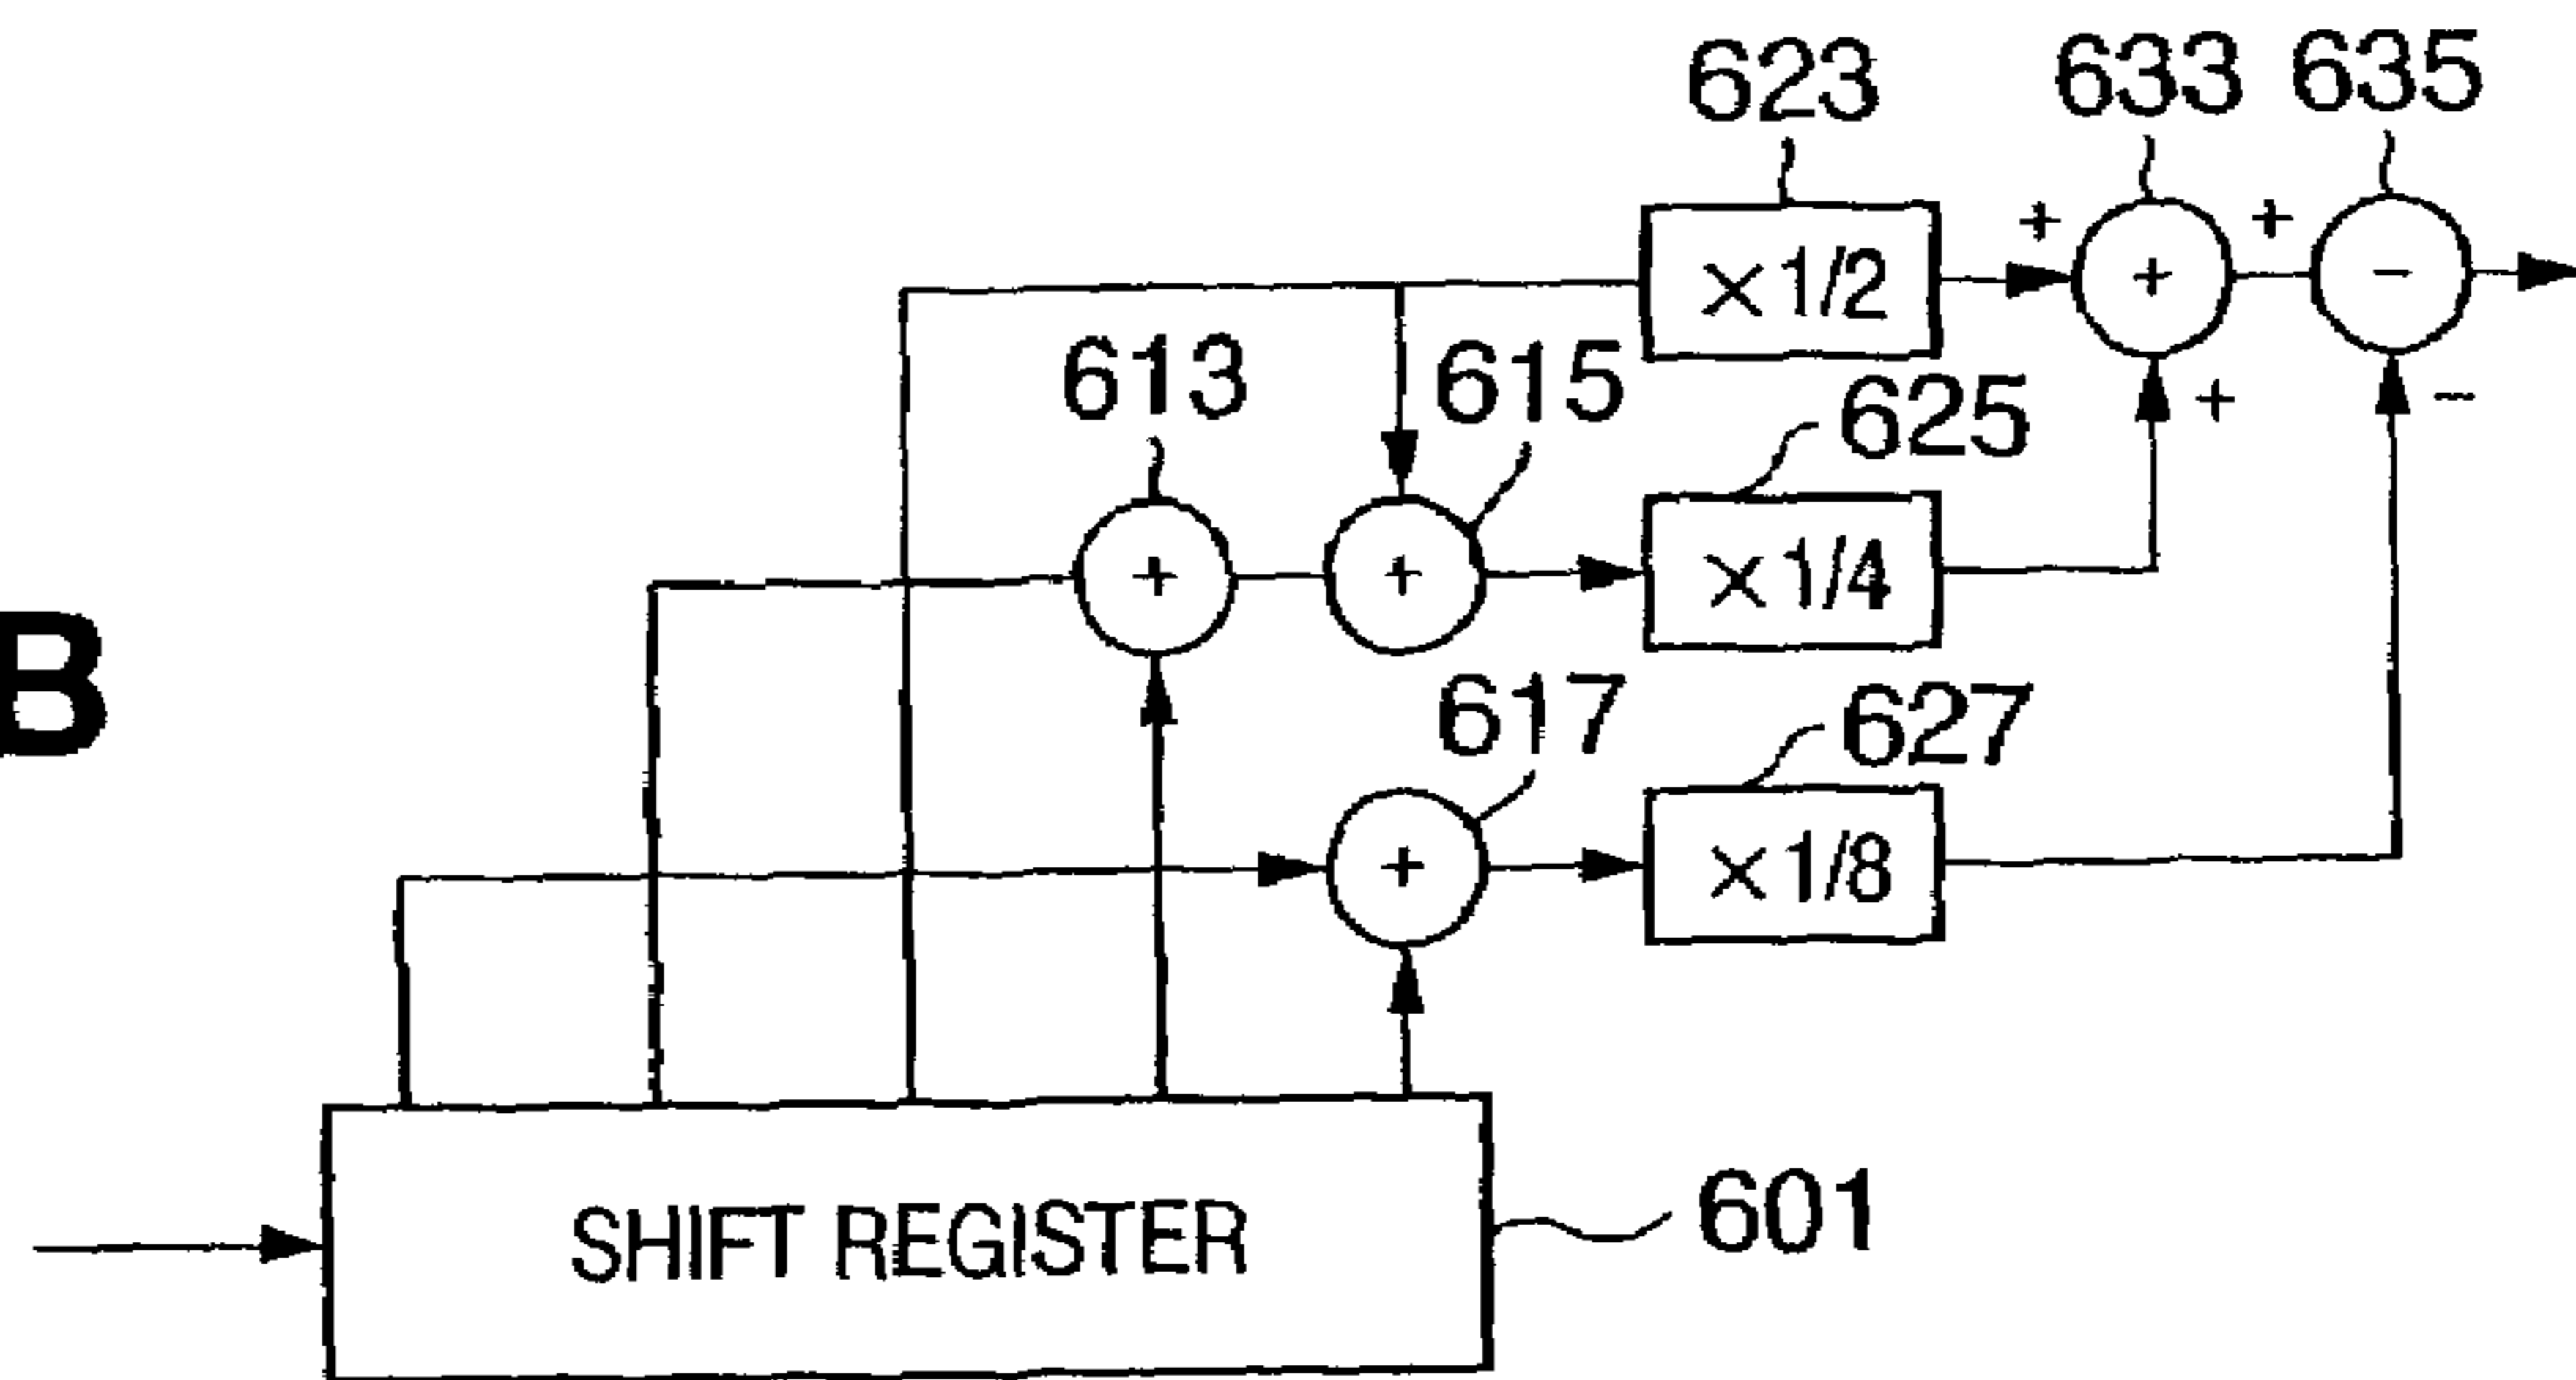 623 633 635
+ +
×1/2 + −
613 615 + −
625
+ + ×1/4
B
617 627
+ ×1/8
SHIFT REGISTER 601